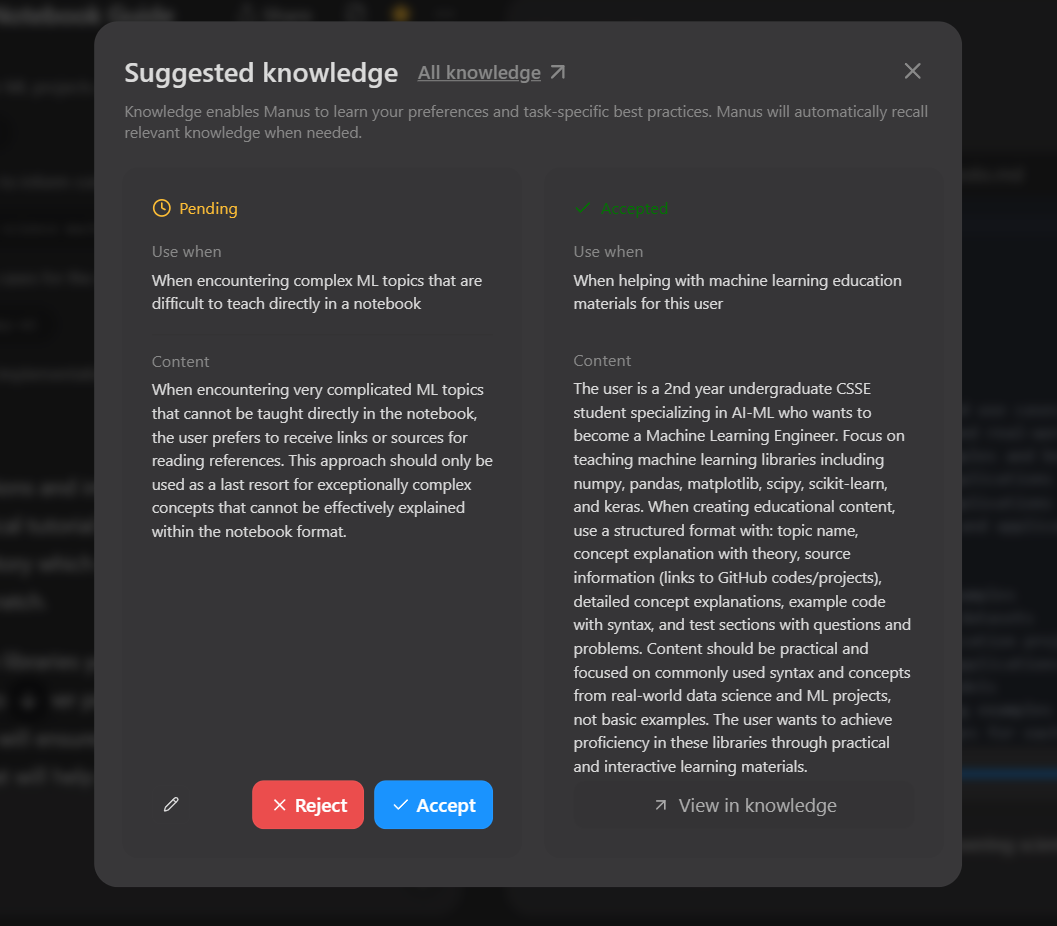 Notebook Guide
Share
Suggested knowledge All knowledge
Knowledge enables Manus to learn your preferences and task-specific best practices. Manus will automatically recall
relevant knowledge when needed.
Pending
Use when
When encountering complex ML topics that are
difficult to teach directly in a notebook
Content
When encountering very complicated ML topics
that cannot be taught directly in the notebook,
the user prefers to receive links or sources for
reading references. This approach should only be
used as a last resort for exceptionally complex
concepts that cannot be effectively explained
within the notebook format.
Reject
Accept
Accepted
Use when
When helping with machine learning education
materials for this user
Content
The user is a 2nd year undergraduate CSSE
student specializing in AI-ML who wants to
become a Machine Learning Engineer. Focus on
teaching machine learning libraries including
numpy, pandas, matplotlib, scipy, scikit-learn,
and keras. When creating educational content,
use a structured format with: topic name,
concept explanation with theory, source
information (links to GitHub codes/projects),
detailed concept explanations, example code
with syntax, and test sections with questions and
problems. Content should be practical and
focused on commonly used syntax and concepts
from real-world data science and ML projects,
not basic examples. The user wants to achieve
proficiency in these libraries through practical
and interactive learning materials.
View in knowledge